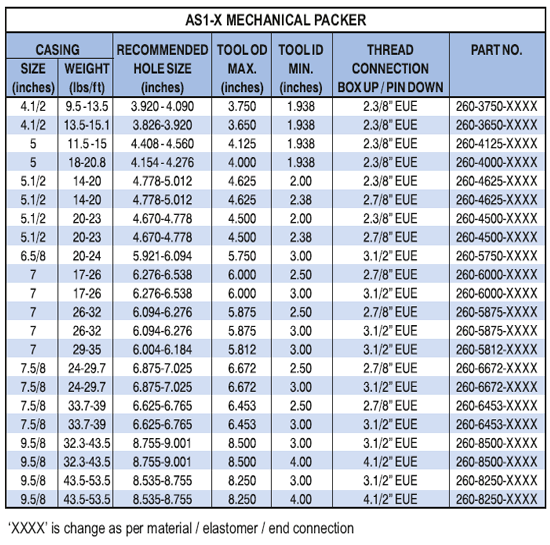 AS1-X MECHANICAL PACKER
CASING RECOMMENDED TOOL OD TOOL ID THREAD PART NO.
SIZE WEIGHT HOLE SIZE MAX. MIN. CONNECTION
(inches) (lbs/ft) (inches) (inches) (inches) BOX UP / PIN DOWN
4.1/2 9.5-13.5 3.920 - 4.090 3.750 1.938 2.3/8" EUE 260-3750-XXXX
4.1/2 13.5-15.1 3.826-3.920 3.650 1.938 2.3/8" EUE 260-3650-XXXX
5 11.5-15 4.408 - 4.560 4.125 1.938 2.3/8" EUE 260-4125-XXXX
5 18-20.8 4.154 - 4.276 4.000 1.938 2.3/8" EUE 260-4000-XXXX
5.1/2 14-20 4.778-5.012 4.625 2.00 2.3/8" EUE 260-4625-XXXX
5.1/2 14-20 4.778-5.012 4.625 2.38 2.7/8" EUE 260-4625-XXXX
5.1/2 20-23 4.670-4.778 4.500 2.00 2.3/8" EUE 260-4500-XXXX
5.1/2 20-23 4.670-4.778 4.500 2.38 2.7/8" EUE 260-4500-XXXX
6.5/8 20-24 5.921-6.094 5.750 3.00 3.1/2" EUE 260-5750-XXXX
7 17-26 6.276-6.538 6.000 2.50 2.7/8" EUE 260-6000-XXXX
7 17-26 6.276-6.538 6.000 3.00 3.1/2" EUE 260-6000-XXXX
7 26-32 6.094-6.276 5.875 2.50 2.7/8" EUE 260-5875-XXXX
7 26-32 6.094-6.276 5.875 3.00 3.1/2" EUE 260-5875-XXXX
7 29-35 6.004-6.184 5.812 3.00 3.1/2" EUE 260-5812-XXXX
7.5/8 24-29.7 6.875-7.025 6.672 2.50 2.7/8" EUE 260-6672-XXXX
7.5/8 24-29.7 6.875-7.025 6.672 3.00 3.1/2" EUE 260-6672-XXXX
7.5/8 33.7-39 6.625-6.765 6.453 2.50 2.7/8" EUE 260-6453-XXXX
7.5/8 33.7-39 6.625-6.765 6.453 3.00 3.1/2" EUE 260-6453-XXXX
9.5/8 32.3-43.5 8.755-9.001 8.500 3.00 3.1/2" EUE 260-8500-XXXX
9.5/8 32.3-43.5 8.755-9.001 8.500 4.00 4.1/2" EUE 260-8500-XXXX
9.5/8 43.5-53.5 8.535-8.755 8.250 3.00 3.1/2" EUE 260-8250-XXXX
9.5/8 43.5-53.5 8.535-8.755 8.250 4.00 4.1/2" EUE 260-8250-XXXX
'XXXX' is change as per material / elastomer / end connection